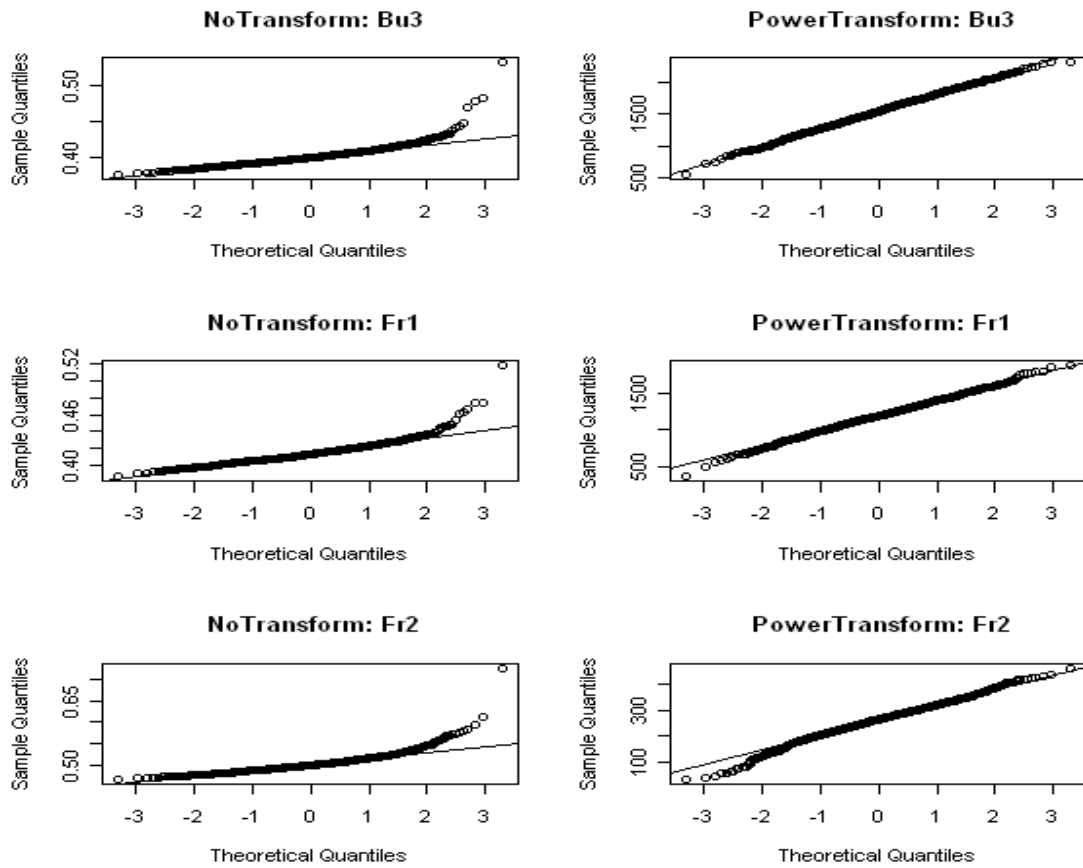 NoTransform: Bu3
PowerTransform: Bu3
Sample Quantiles
0.40
0.50
-3 -2 -1 0 1 2 3
Theoretical Quantiles
Sample Quantiles
500
1500
-3 -2 -1 0 1 2 3
Theoretical Quantiles
NoTransform: Fr1
PowerTransform: Fr1
Sample Quantiles
0.40
0.46
0.52
-3 -2 -1 0 1 2 3
Theoretical Quantiles
Sample Quantiles
500
1500
-3 -2 -1 0 1 2 3
Theoretical Quantiles
NoTransform: Fr2
PowerTransform: Fr2
Sample Quantiles
0.50
0.65
-3 -2 -1 0 1 2 3
Theoretical Quantiles
Sample Quantiles
100
300
-3 -2 -1 0 1 2 3
Theoretical Quantiles